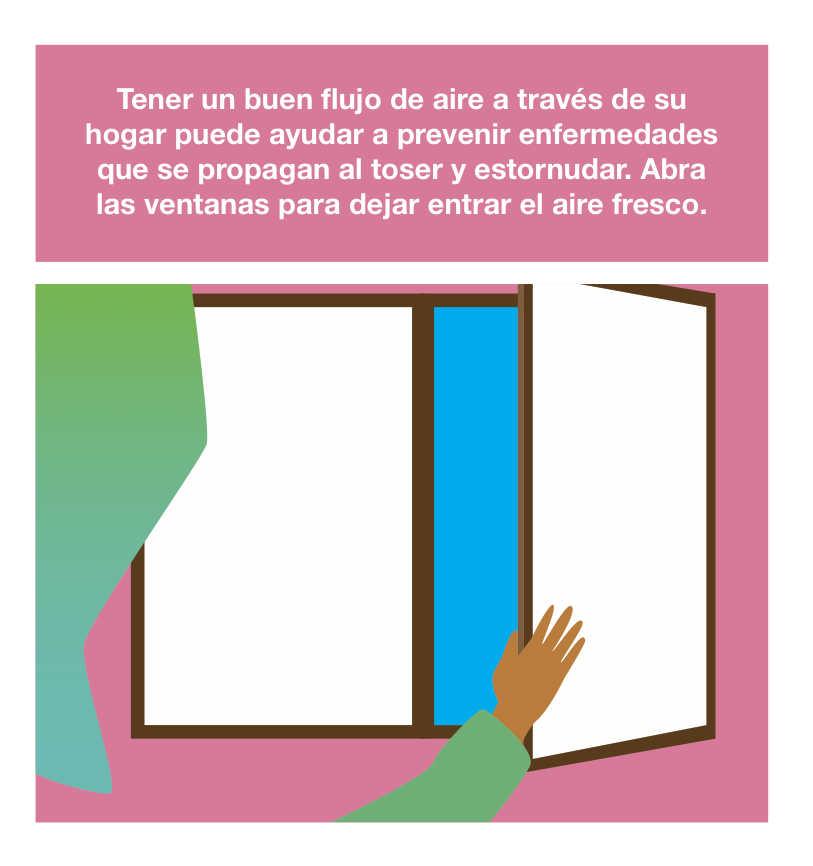 Tener un buen flujo de aire a través de su
hogar puede ayudar a prevenir enfermedades
que se propagan al toser y estornudar. Abra
las ventanas para dejar entrar el aire fresco.